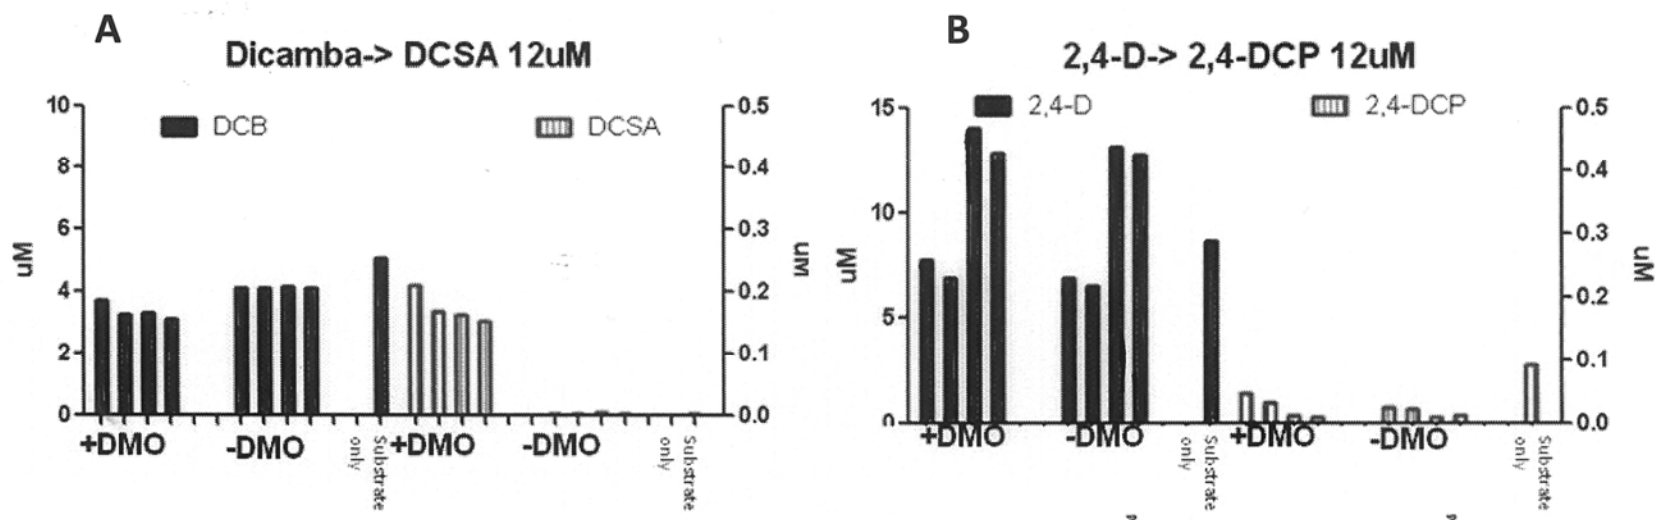 A
Dicamba-> DCSA 12uM
DCB
DCSA
10
8
6
4
2
0
uM
0.5
0.4
0.3
0.2
0.1
0.0
uM
+DMO
-DMO
Substrate
only
+DMO
-DMO
Substrate
only
B
2,4-D-> 2,4-DCP 12uM
2,4-D
2,4-DCP
15
10
5
0
uM
0.5
0.4
0.3
0.2
0.1
0.0
uM
+DMO
-DMO
Substrate
only
+DMO
-DMO
Substrate
only